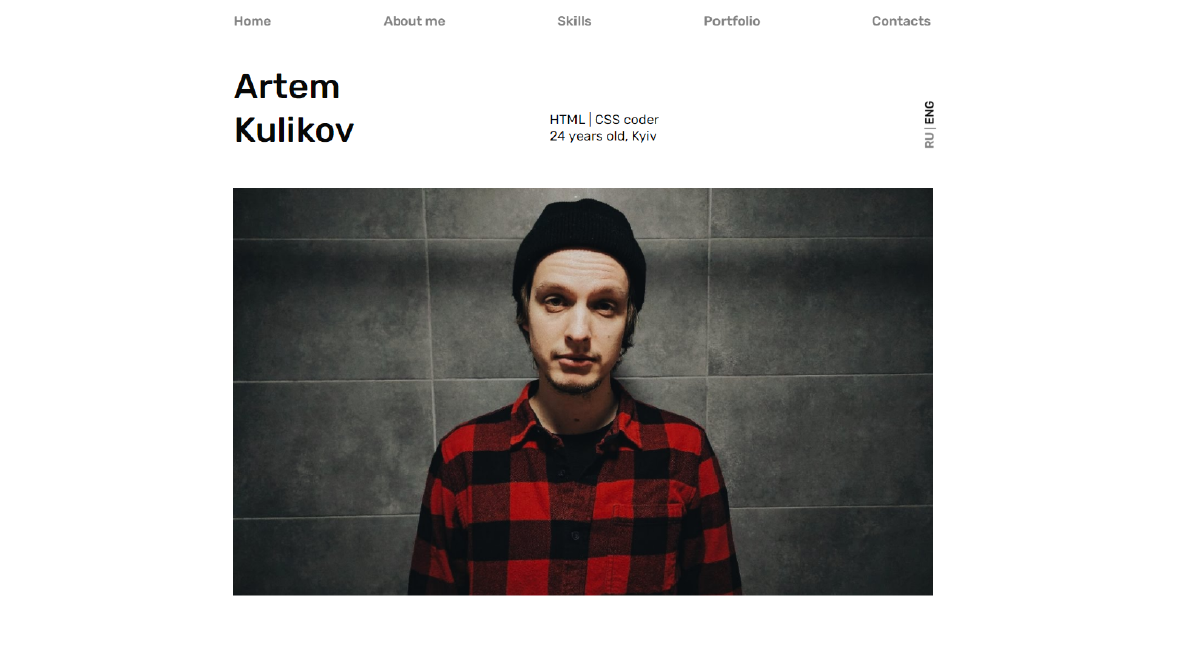 Home About me Skills Portfolio Contacts
Artem
Kulikov
HTML | CSS coder
24 years old, Kyiv
RU | ENG